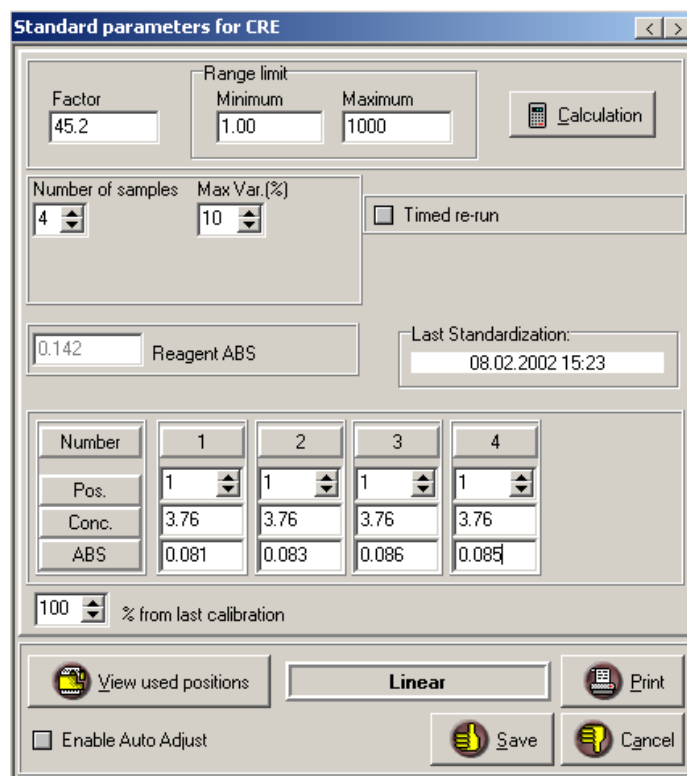 Standard parameters for CRE
Range limit
Factor Minimum Maximum
45.2 1.00 1000 Calculation
Number of samples Max Var.(%)
4 10 Timed re-run
0.142 Reagent ABS
Last Standardization:
08.02.2002 15:23
Number 1 2 3 4
Pos. 1 1 1 1
Conc. 3.76 3.76 3.76 3.76
ABS 0.081 0.083 0.086 0.085
100 % from last calibration
View used positions Linear Print
Enable Auto Adjust Save Cancel